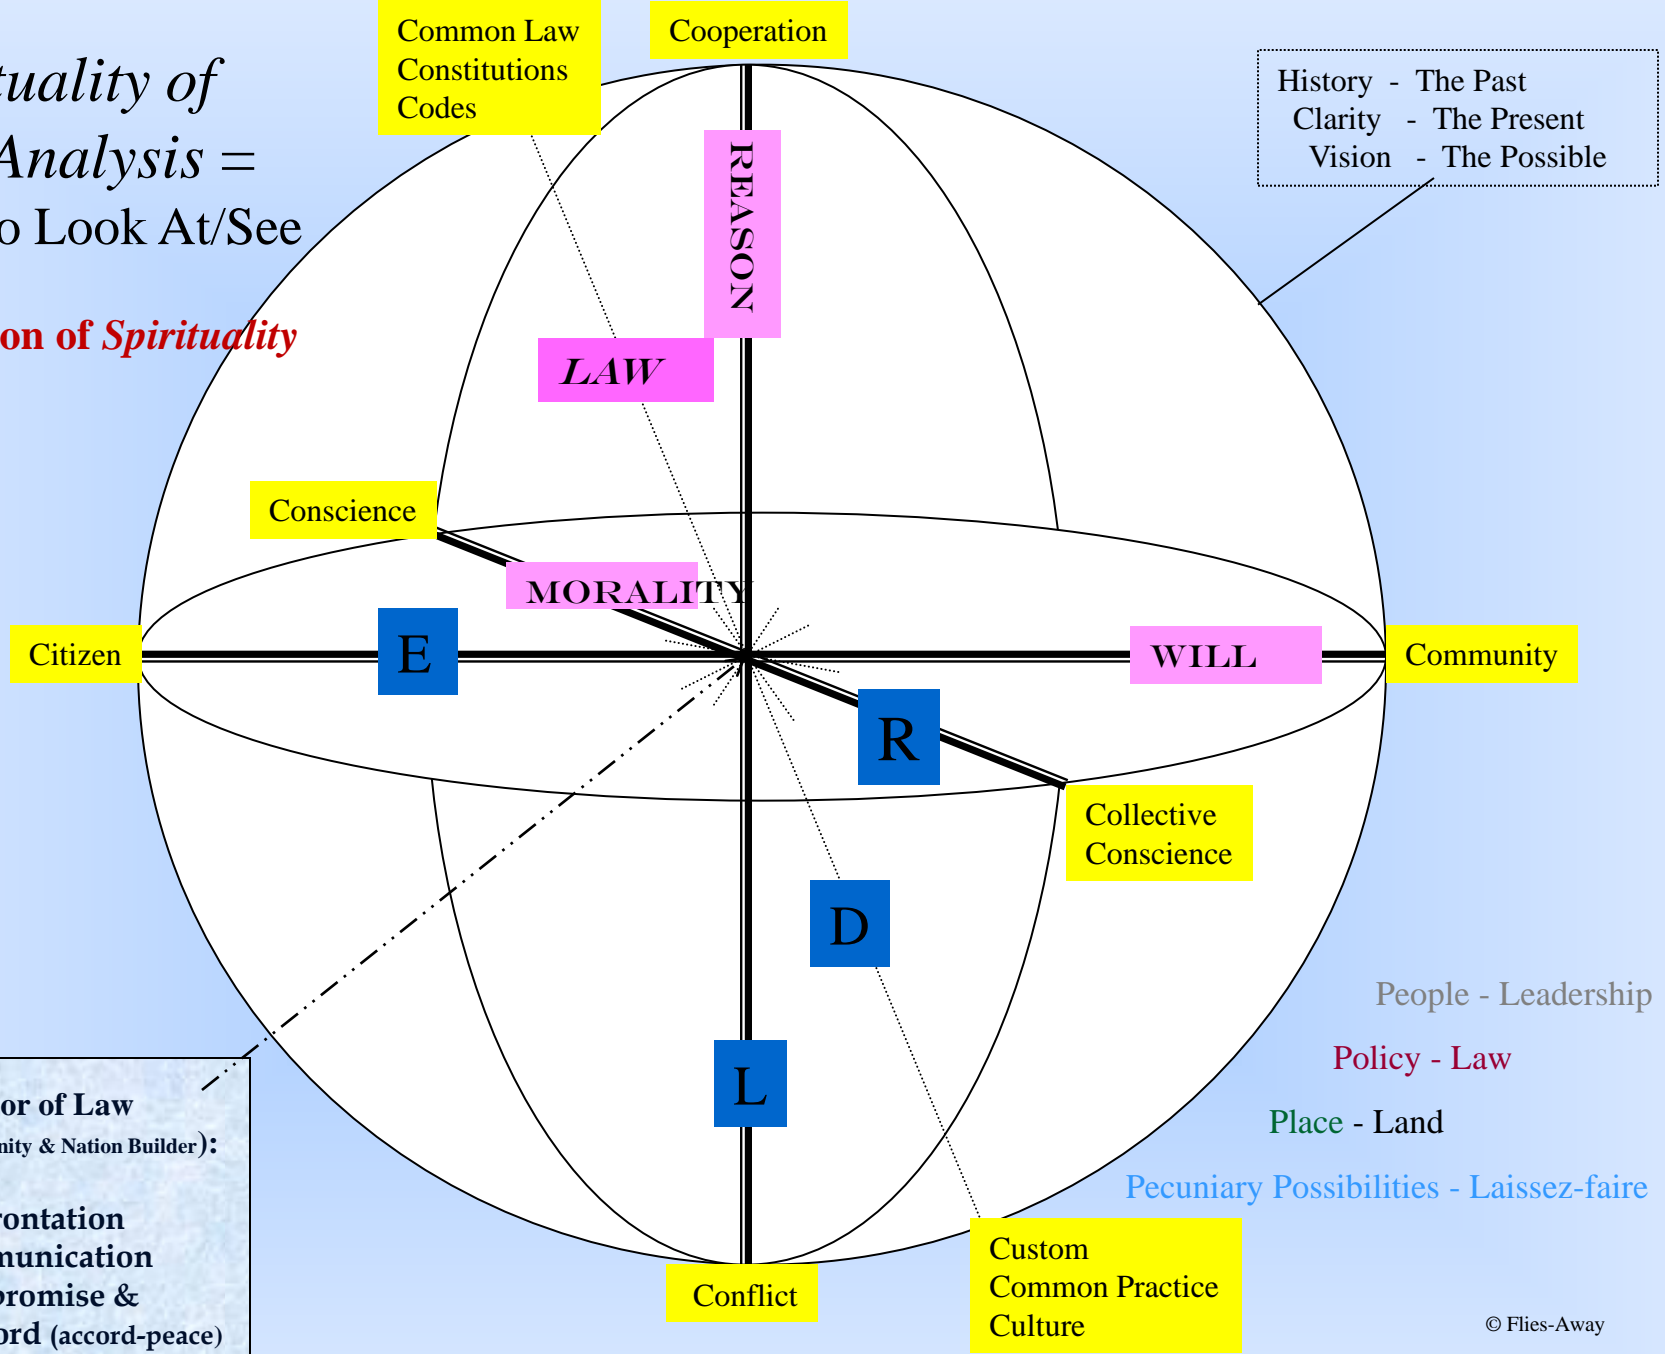 Common Law
Constitutions
Codes
Cooperation
History - The Past
Clarity - The Present
Vision - The Possible
tuality of
Analysis =
o Look At/See
on of Spirituality
REASON
LAW
Conscience
MORALITY
Citizen
E
WILL
Community
R
Collective
Conscience
D
L
People - Leadership
Policy - Law
Place - Land
Pecuniary Possibilities - Laissez-faire
or of Law
nity & Nation Builder):
rontation
munication
promise &
ord (accord-peace)
Conflict
Custom
Common Practice
Culture
© Flies-Away